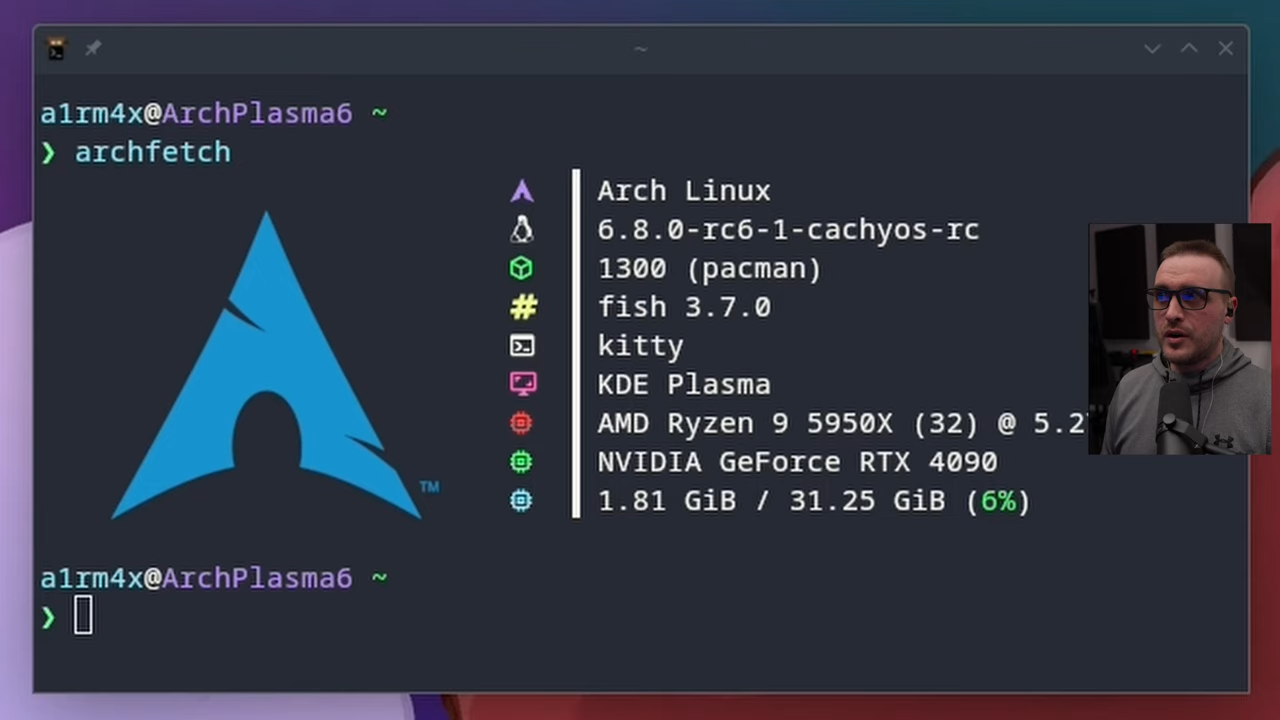 ~
a1rm4x@ArchPlasma6 ~
❯ archfetch
Arch Linux
6.8.0-rc6-1-cachyos-rc
1300 (pacman)
fish 3.7.0
kitty
KDE Plasma
AMD Ryzen 9 5950X (32) @ 5.2
NVIDIA GeForce RTX 4090
1.81 GiB / 31.25 GiB (6%)
TM
a1rm4x@ArchPlasma6 ~
❯